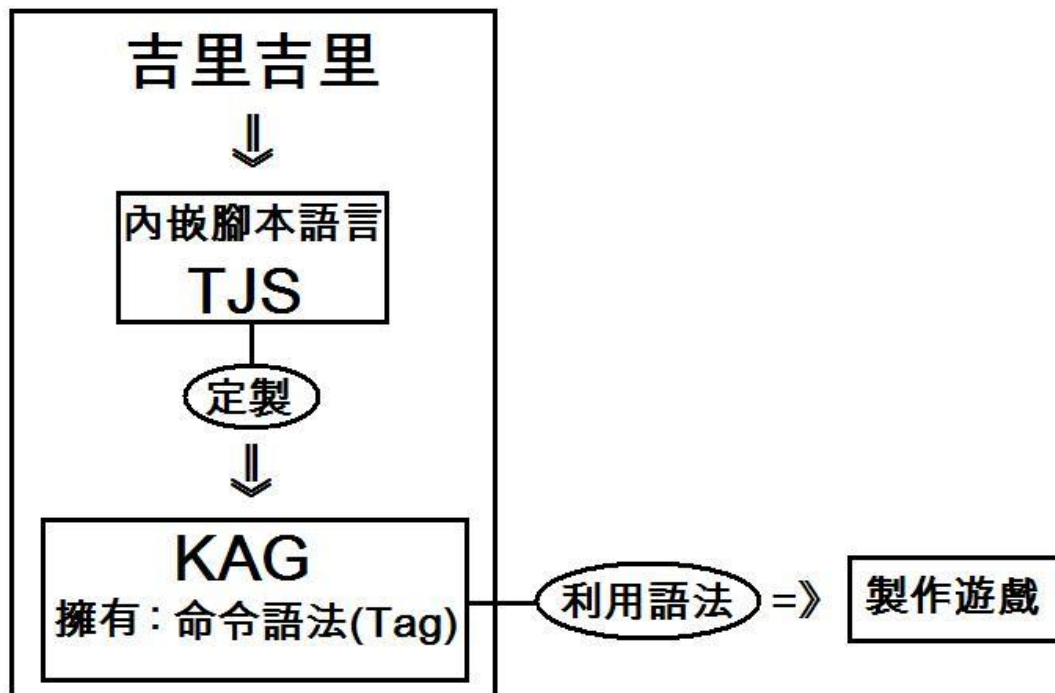 吉里吉里
內嵌腳本語言
TJS
定製
KAG
擁有：命令語法(Tag)
利用語法
=》
製作遊戲